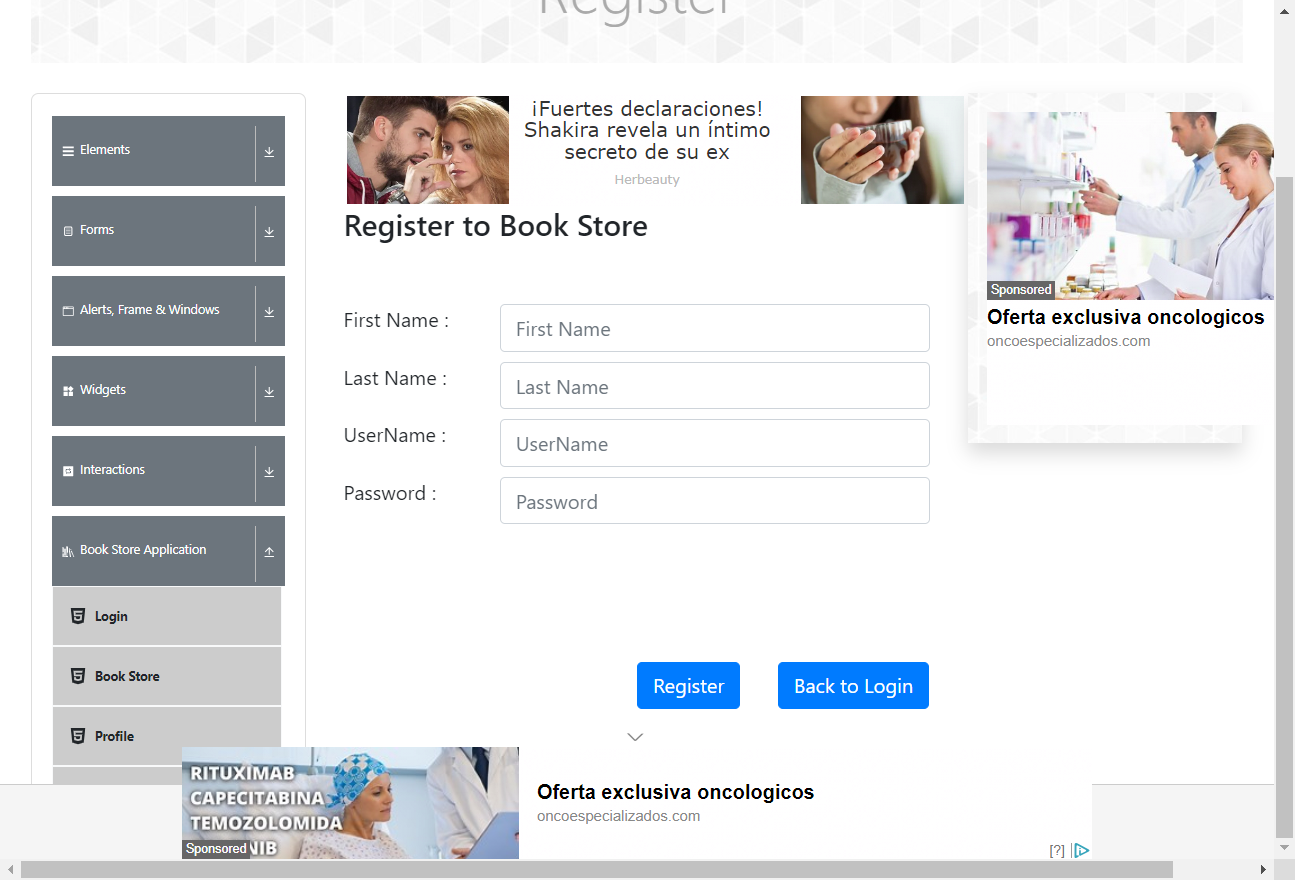 Register
Elements
Forms
Alerts, Frame & Windows
Widgets
Interactions
Book Store Application
Login
Book Store
Profile
¡Fuertes declaraciones!
Shakira revela un íntimo
secreto de su ex
Herbeauty
Register to Book Store
First Name :
First Name
Last Name :
Last Name
UserName :
UserName
Password :
Password
Register
Back to Login
Sponsored
Oferta exclusiva oncologicos
oncoespecializados.com
RITUXIMAB
CAPECITABINA
TEMOZOLOMIDA
NIB
Sponsored
Oferta exclusiva oncologicos
oncoespecializados.com
[?]